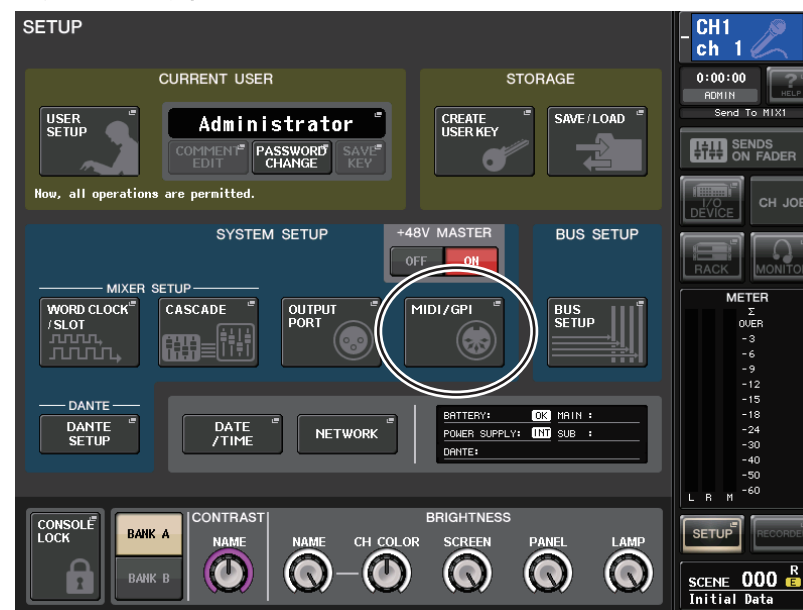 SETUP
CURRENT USER
USER
SETUP
Administrator
COMMENT
EDIT
PASSWORD
CHANGE
SAVE
KEY
Now, all operations are permitted.
STORAGE
CREATE
USER KEY
SAVE/LOAD
SYSTEM SETUP
+48V MASTER
OFF
ON
BUS SETUP
MIXER SETUP
WORD CLOCK
/SLOT
CASCADE
OUTPUT
PORT
MIDI/GPI
BUS
SETUP
DANTE
DANTE
SETUP
DATE
/TIME
NETWORK
BATTERY: OK MAIN :
POWER SUPPLY: INT SUB :
DANTE:
CONSOLE
LOCK
BANK A
BANK B
CONTRAST
NAME
BRIGHTNESS
NAME
CH COLOR
SCREEN
PANEL
LAMP
CH1
ch 1
0:00:00
ADMIN
?
HELP
Send To MIX1
SENDS
ON FADER
I/O
DEVICE
CH JOB
RACK
MONITO
METER
Σ
OVER
-3
-6
-9
-12
-15
-18
-24
-30
-40
-50
-60
L R M
SETUP
RECORDE
SCENE 000 R
E
Initial Data